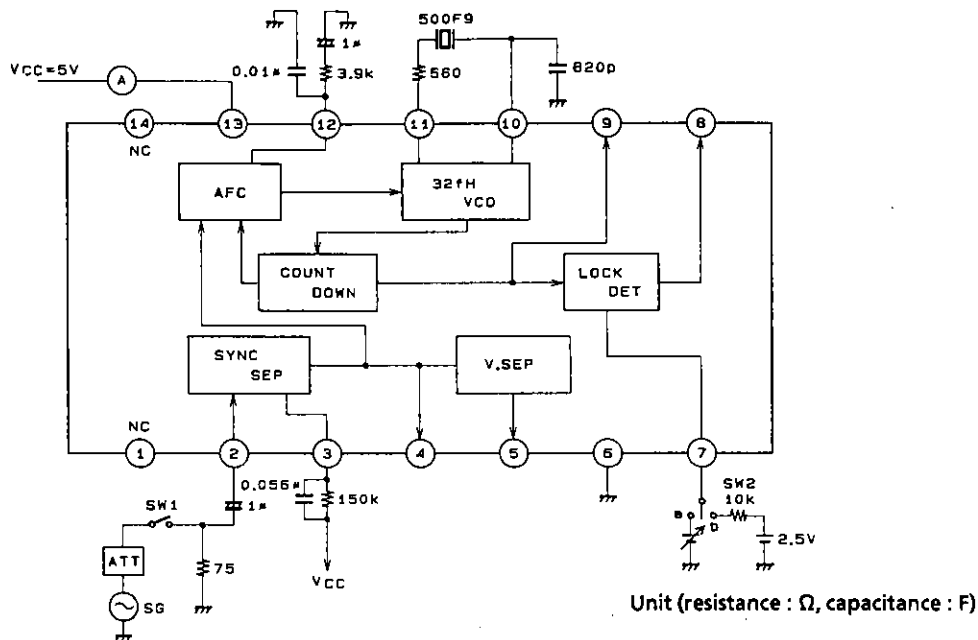 500F9
1μ
0.01μ
3.9k
560
820p
VCC=5V
A
14
13
12
11
10
9
8
NC
AFC
32fH
VCO
COUNT
DOWN
LOCK
DET
SYNC
SEP
V.SEP
NC
1
2
3
4
5
6
7
SW1
1μ
0.056μ
150k
SW2
10k
ATT
75
VCC
2.5V
SG
Unit (resistance : Ω, capacitance : F)